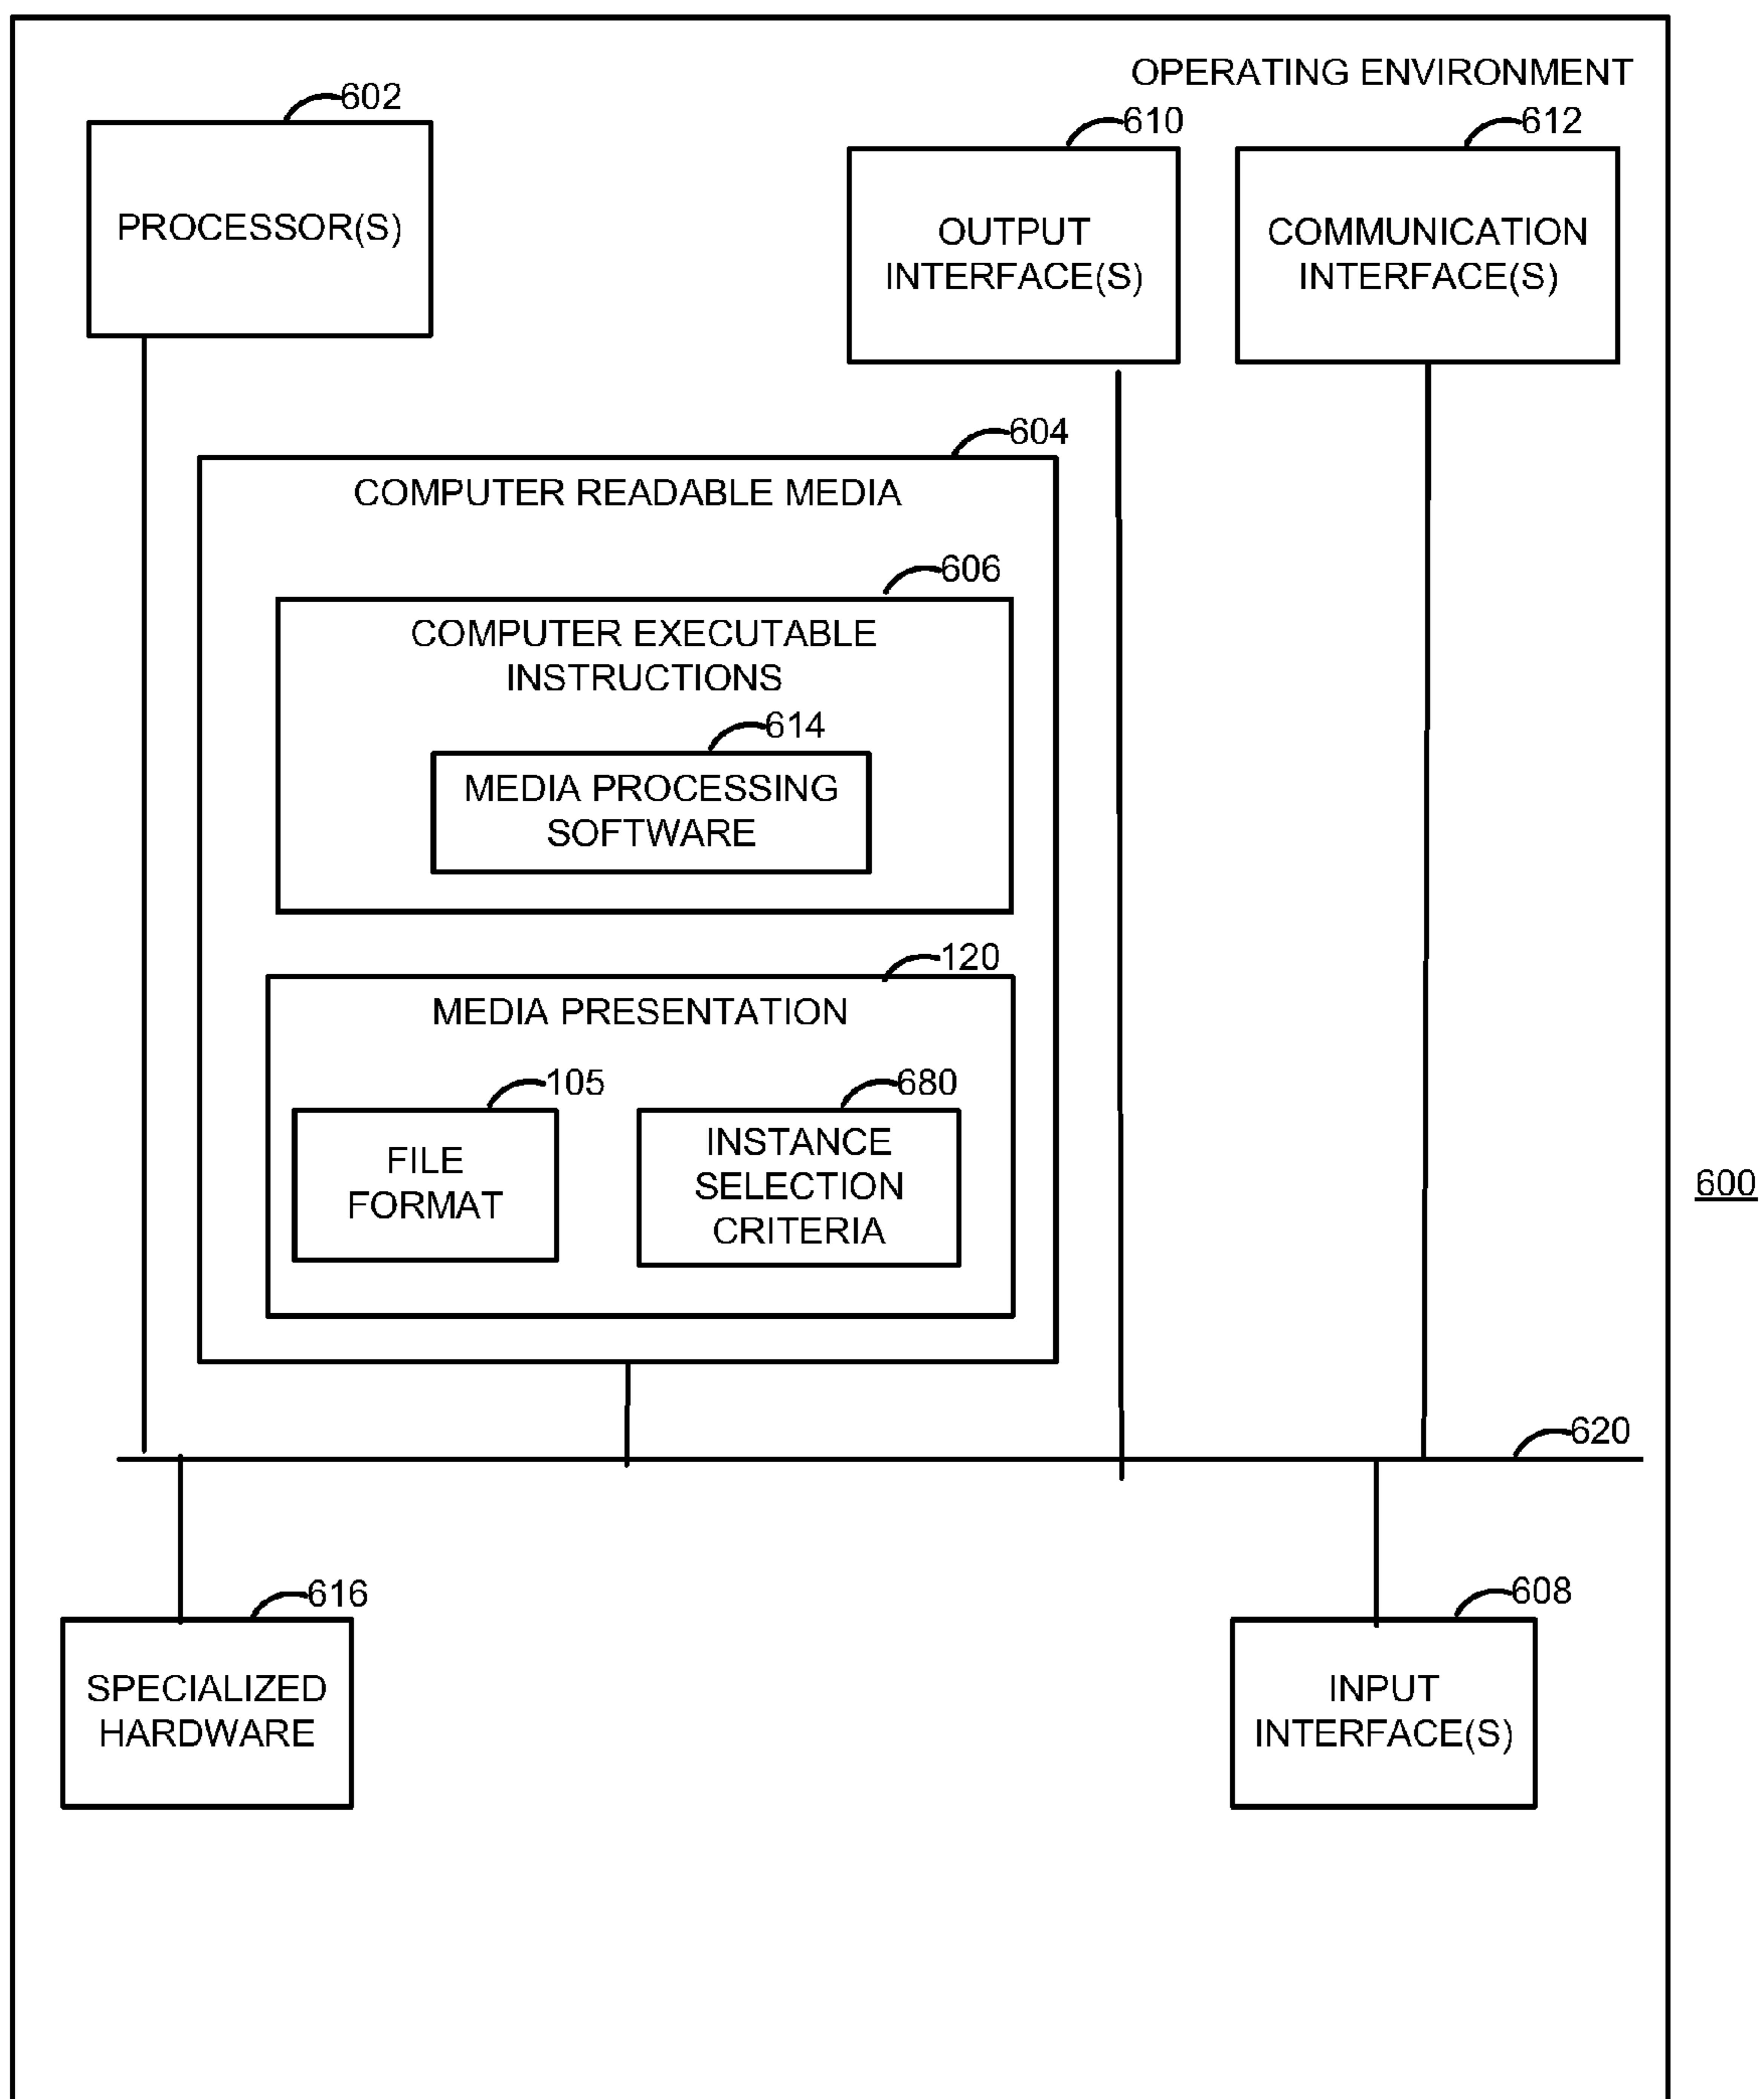 OPERATING ENVIRONMENT
602
PROCESSOR(S)
610
OUTPUT
INTERFACE(S)
612
COMMUNICATION
INTERFACE(S)
604
COMPUTER READABLE MEDIA
606
COMPUTER EXECUTABLE
INSTRUCTIONS
614
MEDIA PROCESSING
SOFTWARE
120
MEDIA PRESENTATION
105
FILE
FORMAT
680
INSTANCE
SELECTION
CRITERIA
600
620
616
SPECIALIZED
HARDWARE
608
INPUT
INTERFACE(S)